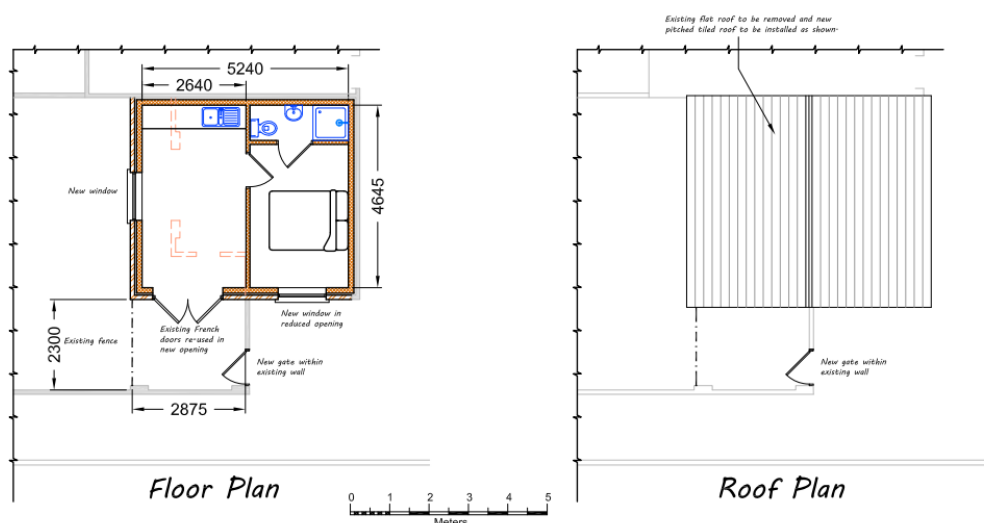 Existing flat roof to be removed and new
pitched tiled roof to be installed as shown.
5240
2640
New window
4645
2300
Existing fence
Existing French
doors re-used in
new opening
New window in
reduced opening
New gate within
existing wall
2875
New gate within
existing wall
Floor Plan
Roof Plan
0 1 2 3 4 5
Meters